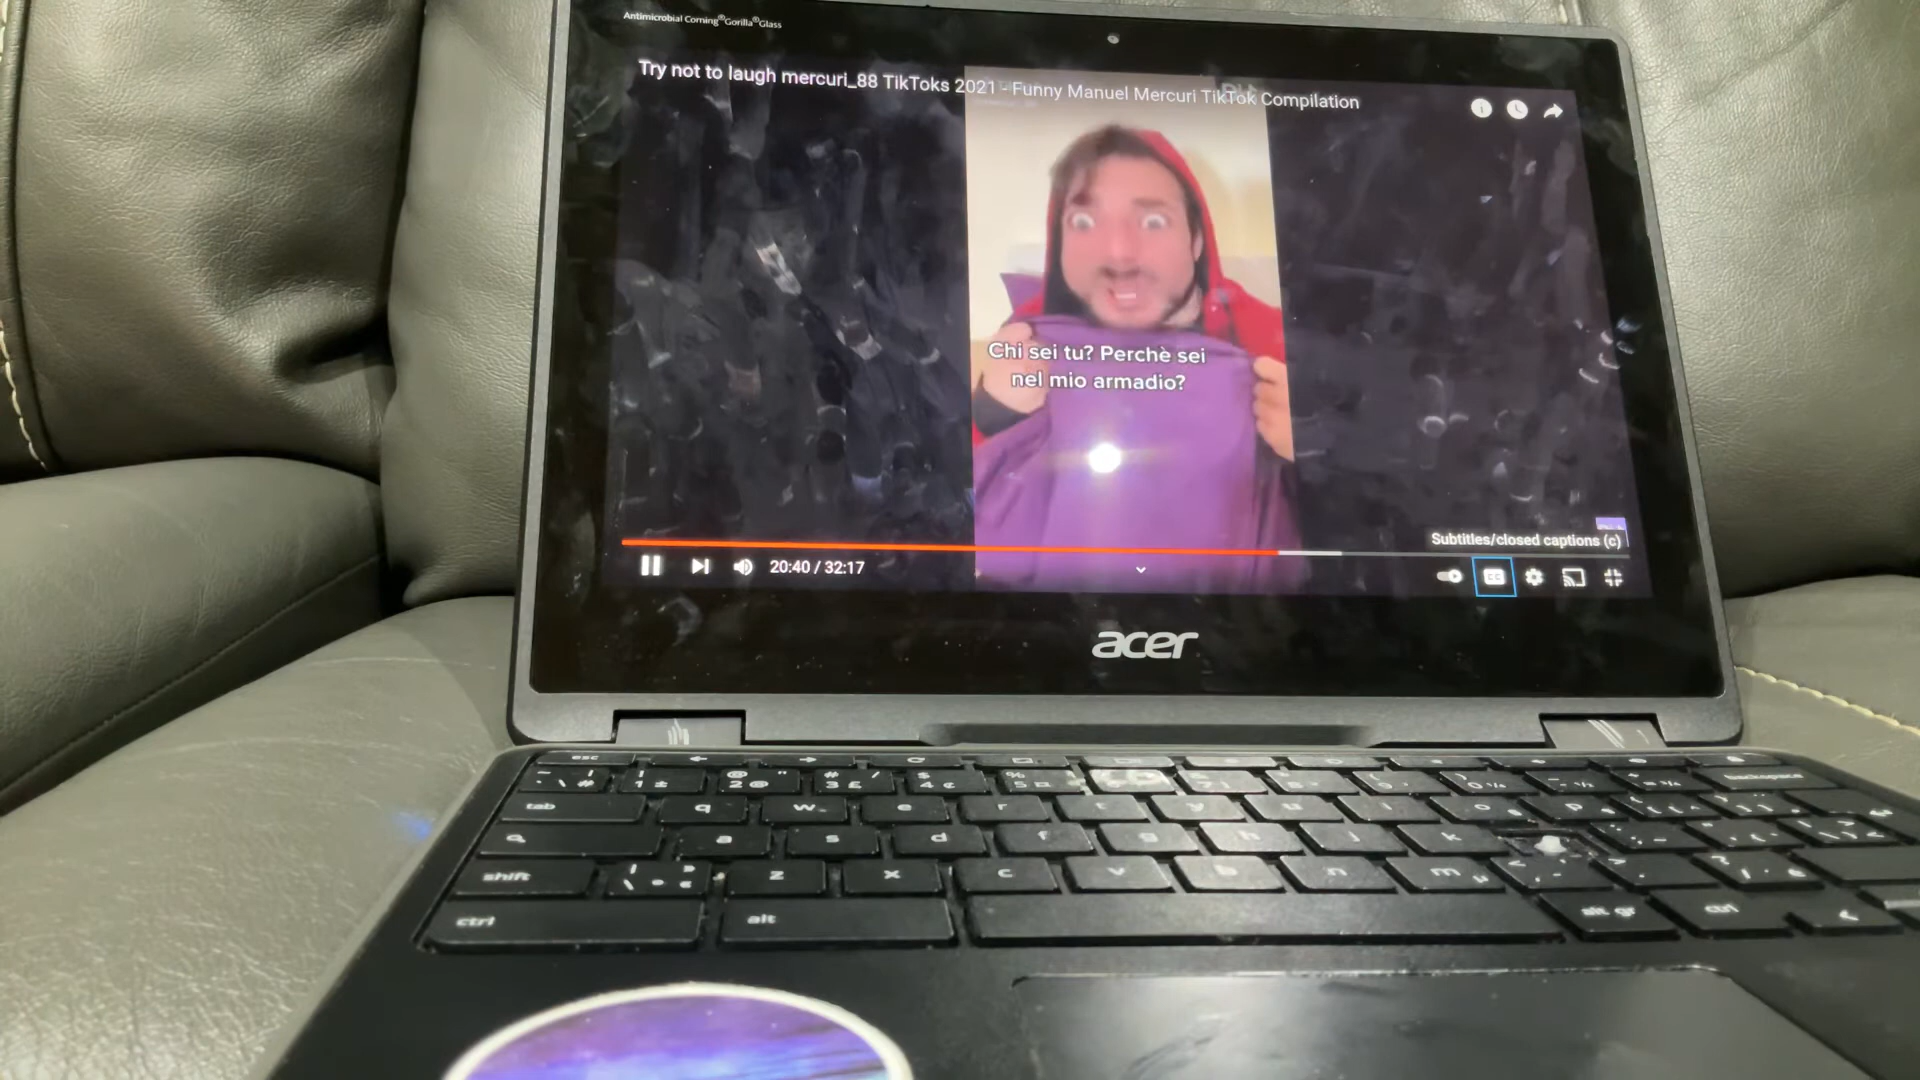 Antimicrobial Corning®Gorilla®Glass
Try not to laugh mercuri_88 TikToks 2021 - Funny Manuel Mercuri TikTok Compilation
Chi sei tu? Perchè sei
nel mio armadio?
Subtitles/closed captions (c)
20:40 / 32:17
acer
esc
backspace
tab q w e r t y u i o p
a s d f g h j k
shift z x c v b n m
ctrl alt alt gr ctrl